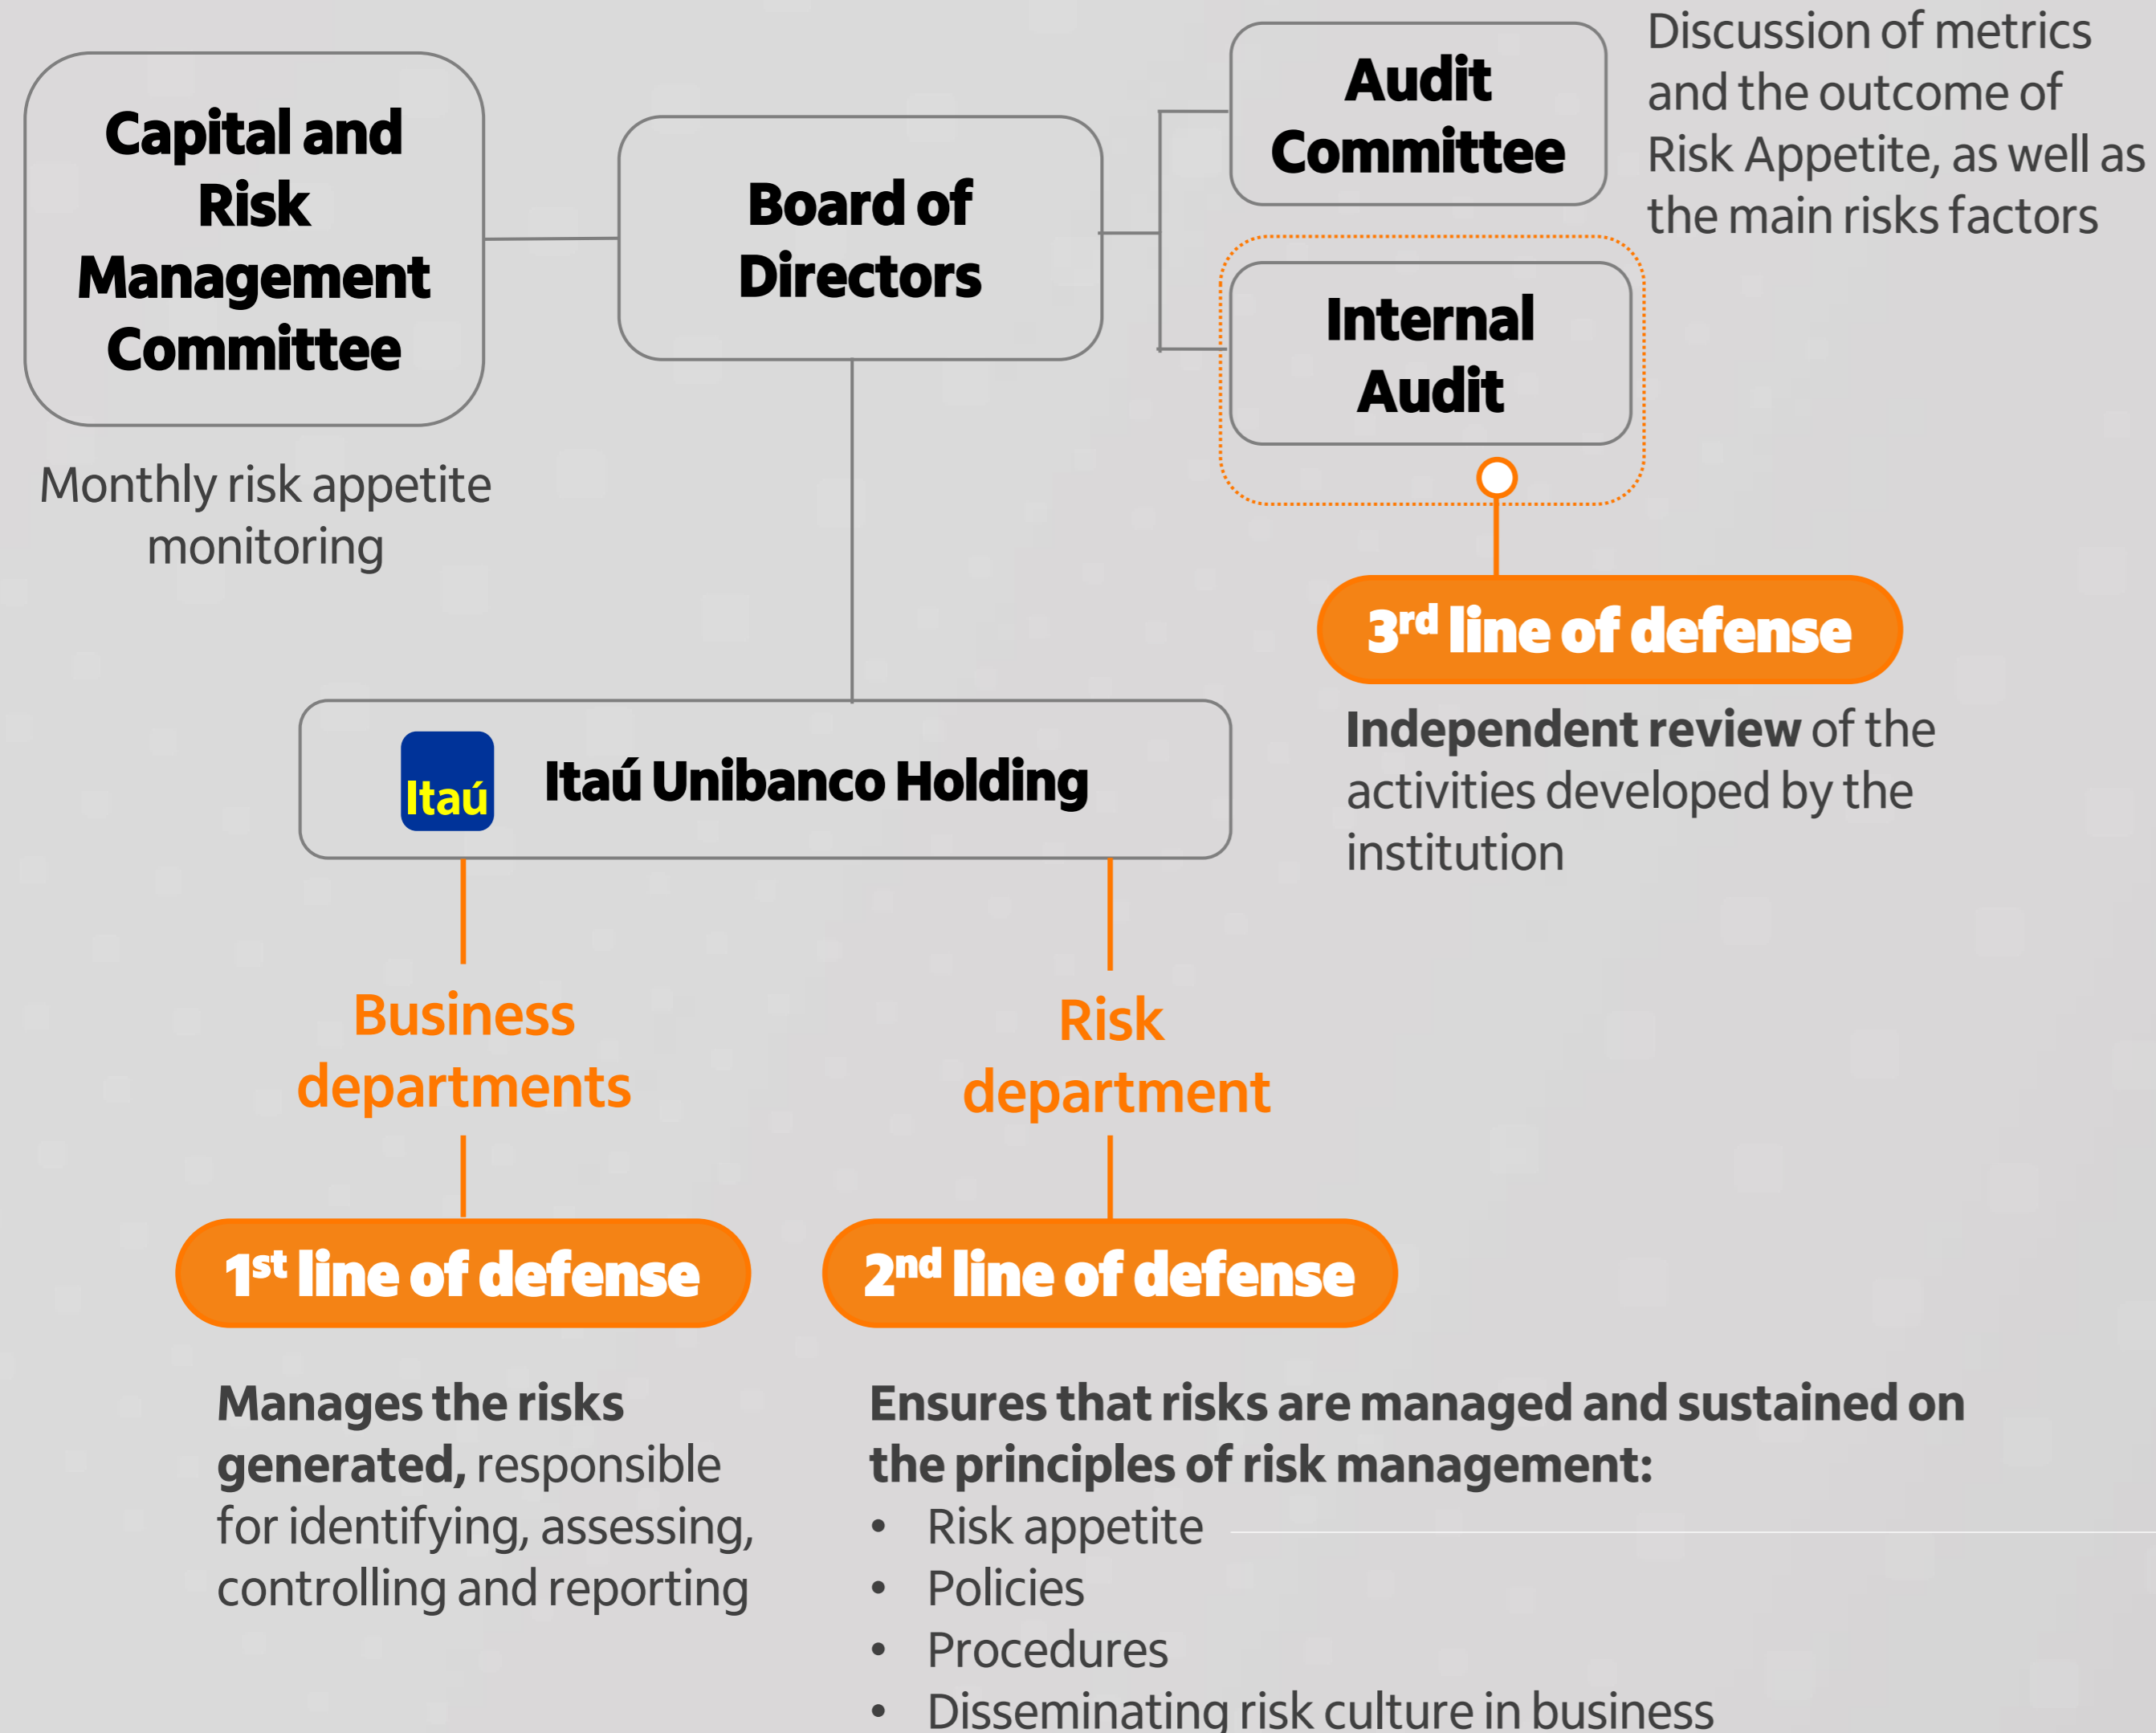 Capital and
Risk
Management
Committee
Monthly risk appetite
monitoring
Board of
Directors
Audit
Committee
Discussion of metrics
and the outcome of
Risk Appetite, as well as
the main risks factors
Internal
Audit
3rd line of defense
Independent review of the
activities developed by the
institution
Itaú
Itaú Unibanco Holding
Business
departments
1st line of defense
Manages the risks
generated, responsible
for identifying, assessing,
controlling and reporting
Risk
department
2nd line of defense
Ensures that risks are managed and sustained on
the principles of risk management:
• Risk appetite
• Policies
• Procedures
• Disseminating risk culture in business